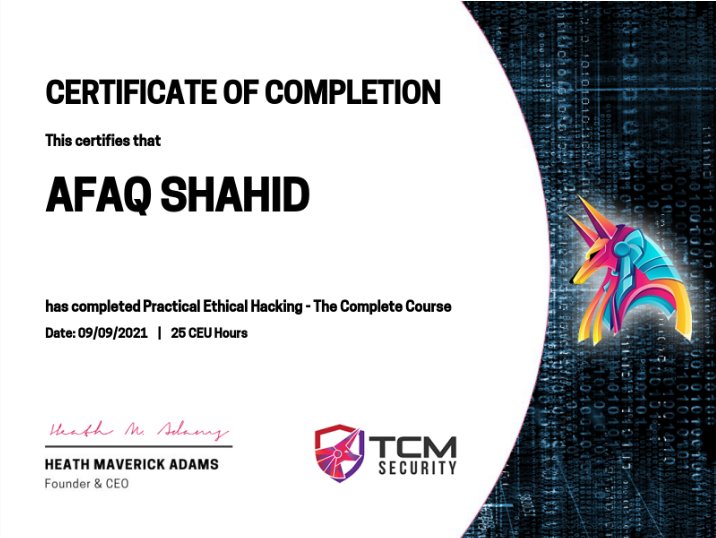 CERTIFICATE OF COMPLETION
This certifies that
AFAQ SHAHID
has completed Practical Ethical Hacking - The Complete Course
Date: 09/09/2021 | 25 CEU Hours
Heath M. Adams
HEATH MAVERICK ADAMS
Founder & CEO
TCM
SECURITY